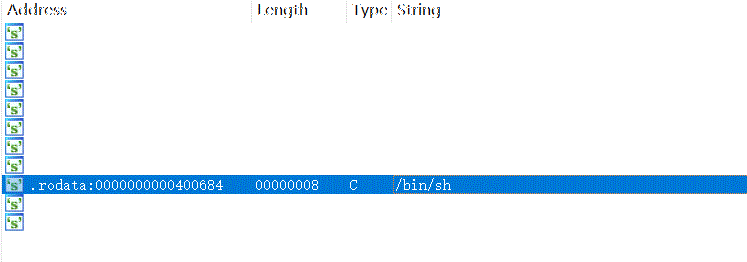 Address Length Type String
's'
's'
's'
's'
's'
's'
's'
's'
's' .rodata:0000000000400684 00000008 C /bin/sh
's'
's'